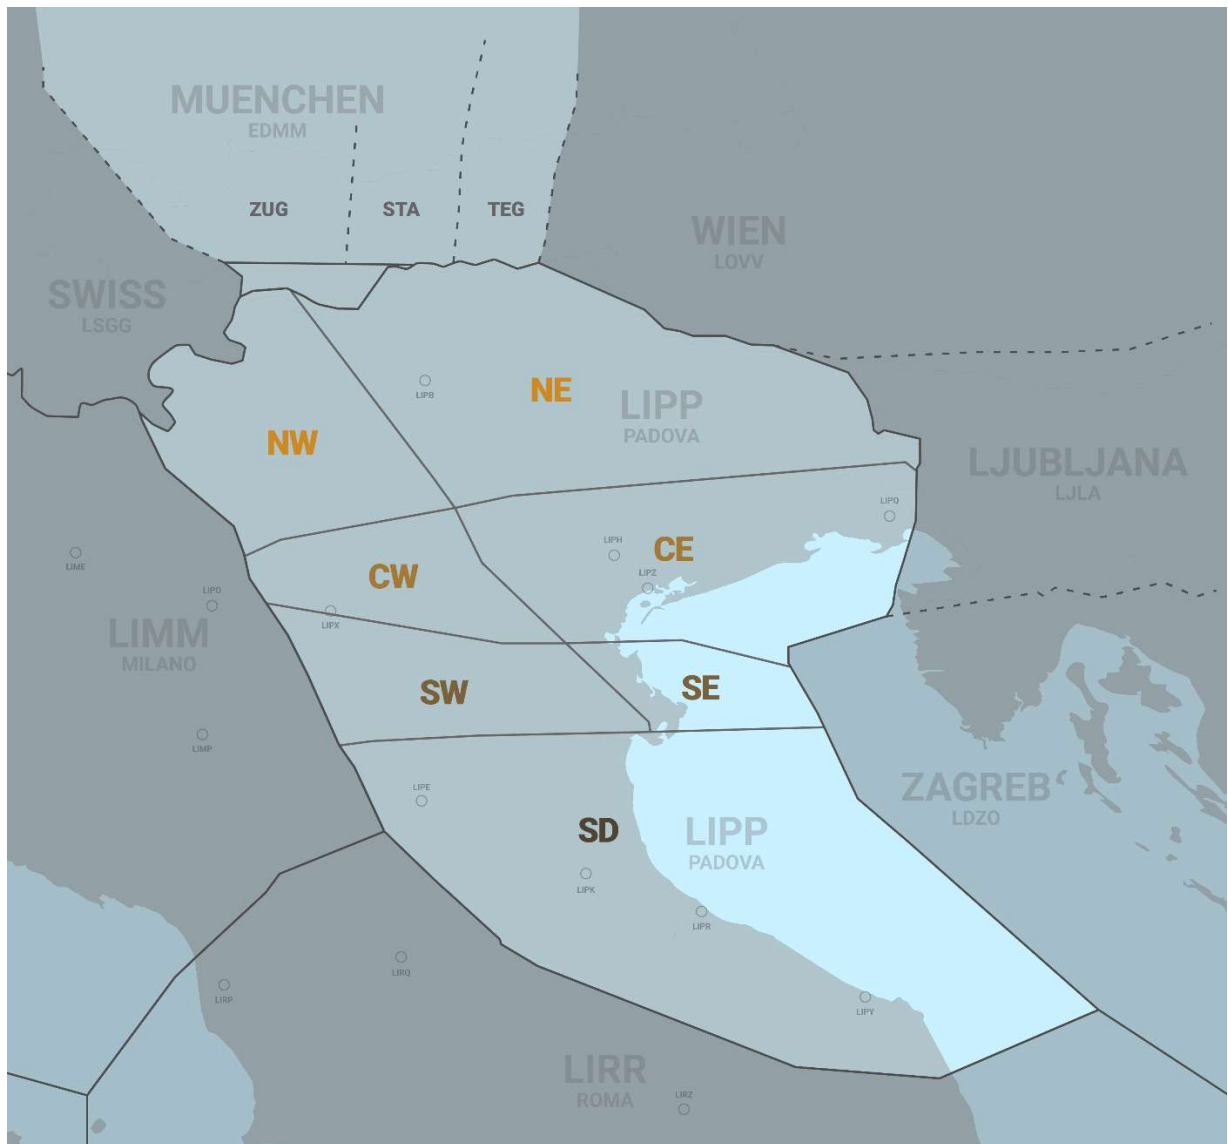 MUENCHEN
EDMM
ZUG
STA
TEG
WIEN
LOVV
SWISS
LSGG
LIPB
NE
LIPP
PADOVA
NW
LJUBLJANA
LJLA
LIPQ
LIPH
CE
LIME
LIPZ
CW
LIPO
LIPX
LIMM
MILANO
SW
SE
LIMP
LIPE
ZAGREB‘
LDZO
SD
LIPP
PADOVA
LIPK
LIPR
LIRQ
LIRP
LIPY
LIRR
ROMA
LIRZ